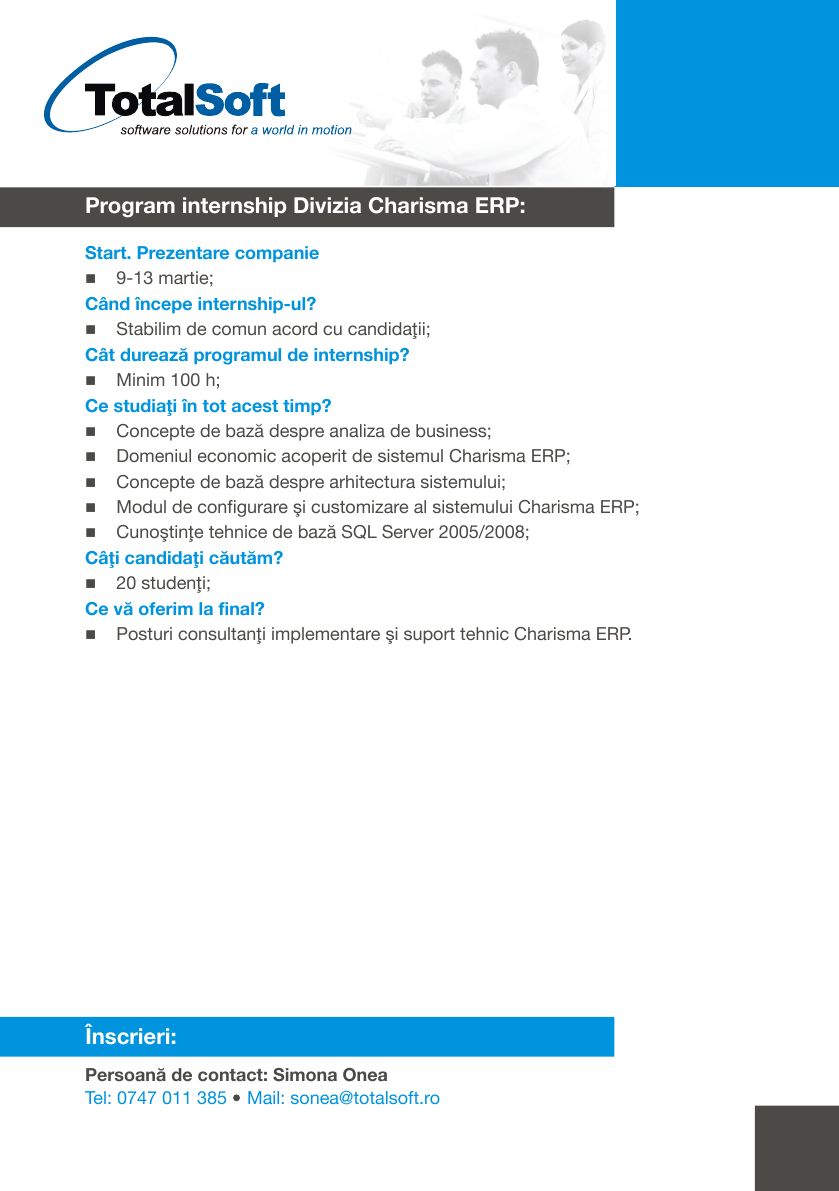 TotalSoft
software solutions for a world in motion
Program internship Divizia Charisma ERP:
Start. Prezentare companie
■ 9-13 martie;
Când începe internship-ul?
■ Stabilim de comun acord cu candidaţii;
Cât durează programul de internship?
■ Minim 100 h;
Ce studiaţi în tot acest timp?
■ Concepte de bază despre analiza de business;
■ Domeniul economic acoperit de sistemul Charisma ERP;
■ Concepte de bază despre arhitectura sistemului;
■ Modul de configurare şi customizare al sistemului Charisma ERP;
■ Cunoştinţe tehnice de bază SQL Server 2005/2008;
Câţi candidaţi căutăm?
■ 20 studenţi;
Ce vă oferim la final?
■ Posturi consultanţi implementare şi suport tehnic Charisma ERP.
Înscrieri:
Persoană de contact: Simona Onea
Tel: 0747 011 385 • Mail: sonea@totalsoft.ro